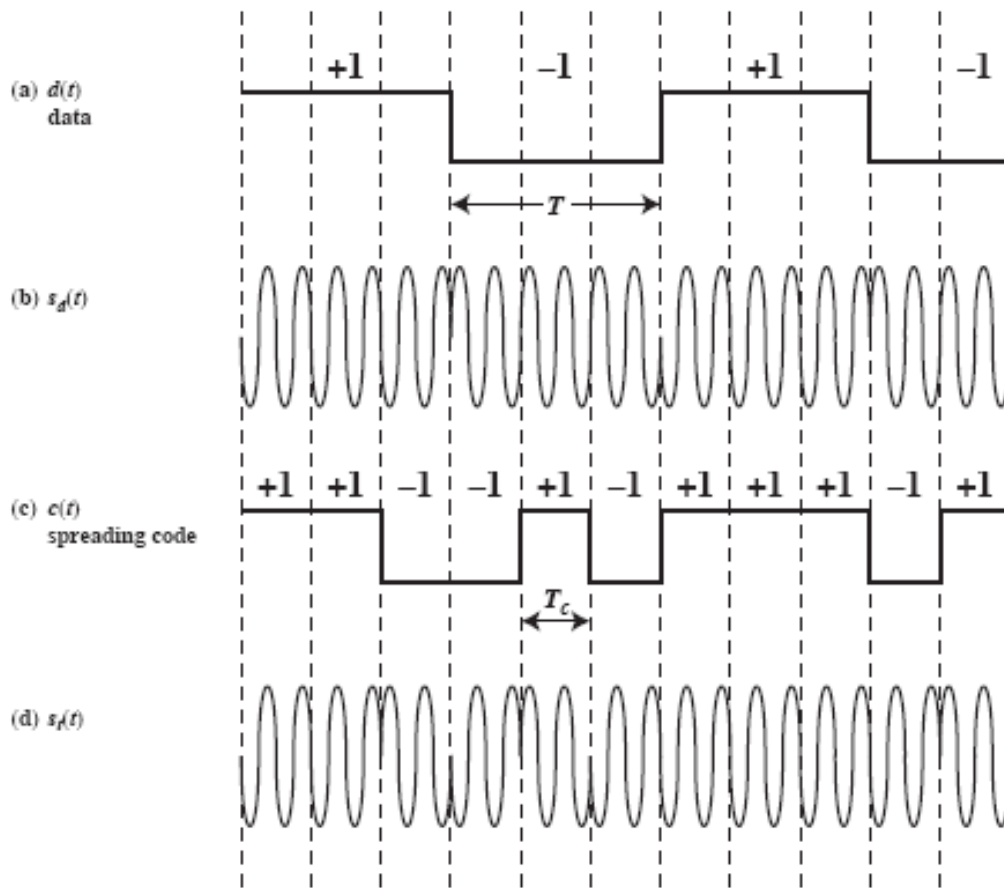 +1 −1 +1 −1
(a) d(t)
data
T
(b) s_d(t)
+1 +1 −1 −1 +1 −1 +1 +1 +1 −1 +1
(c) c(t)
spreading code
T_c
(d) s_t(t)